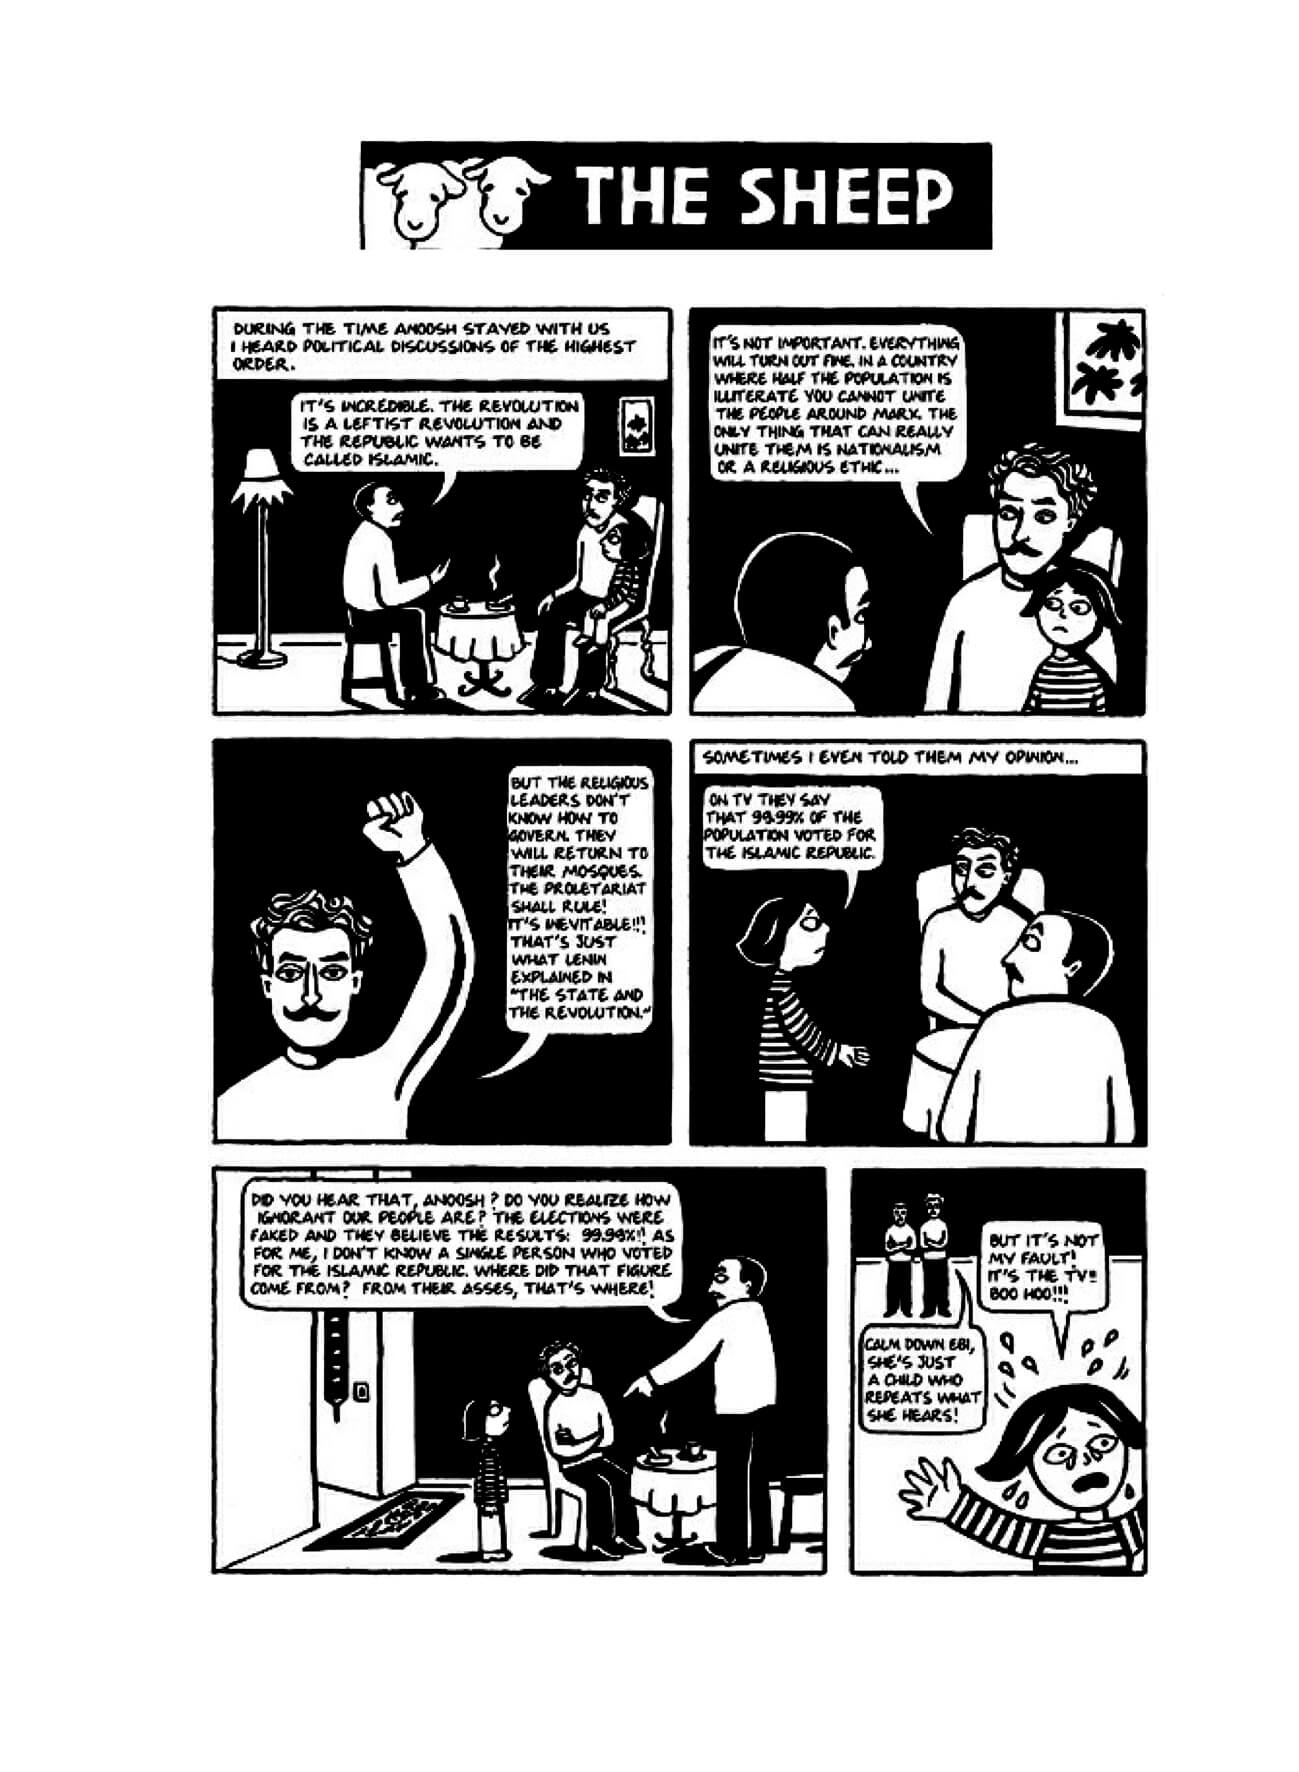 THE SHEEP
DURING THE TIME ANOOSH STAYED WITH US
I HEARD POLITICAL DISCUSSIONS OF THE HIGHEST
ORDER.
IT'S INCREDIBLE. THE REVOLUTION
IS A LEFTIST REVOLUTION AND
THE REPUBLIC WANTS TO BE
CALLED ISLAMIC.
IT'S NOT IMPORTANT. EVERYTHING
WILL TURN OUT FINE. IN A COUNTRY
WHERE HALF THE POPULATION IS
ILLITERATE YOU CANNOT UNITE
THE PEOPLE AROUND MARX. THE
ONLY THING THAT CAN REALLY
UNITE THEM IS NATIONALISM
OR A RELIGIOUS ETHIC...
BUT THE RELIGIOUS
LEADERS DON'T
KNOW HOW TO
GOVERN. THEY
WILL RETURN TO
THEIR MOSQUES.
THE PROLETARIAT
SHALL RULE!
IT'S INEVITABLE!!!
THAT'S JUST
WHAT LENIN
EXPLAINED IN
"THE STATE AND
THE REVOLUTION."
SOMETIMES I EVEN TOLD THEM MY OPINION...
ON TV THEY SAY
THAT 99.99% OF THE
POPULATION VOTED FOR
THE ISLAMIC REPUBLIC.
DID YOU HEAR THAT, ANOOSH? DO YOU REALIZE HOW
IGNORANT OUR PEOPLE ARE? THE ELECTIONS WERE
FAKED AND THEY BELIEVE THE RESULTS: 99.99%!! AS
FOR ME, I DON'T KNOW A SINGLE PERSON WHO VOTED
FOR THE ISLAMIC REPUBLIC. WHERE DID THAT FIGURE
COME FROM? FROM THEIR ASSES, THAT'S WHERE!
BUT IT'S NOT
MY FAULT!
IT'S THE TV!!
BOO HOO!!!
CALM DOWN EBI,
SHE'S JUST
A CHILD WHO
REPEATS WHAT
SHE HEARS!